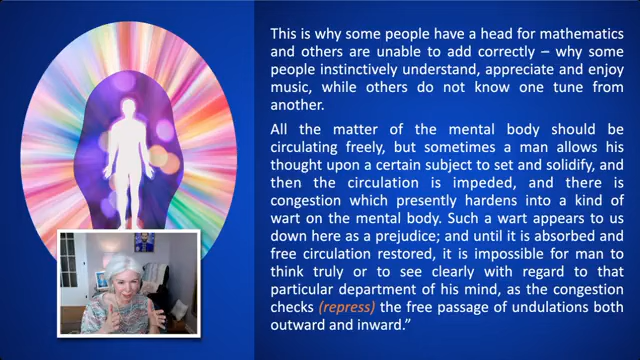 This is why some people have a head for mathematics
and others are unable to add correctly – why some
people instinctively understand, appreciate and enjoy
music, while others do not know one tune from
another.
All the matter of the mental body should be
circulating freely, but sometimes a man allows his
thought upon a certain subject to set and solidify, and
then the circulation is impeded, and there is
congestion which presently hardens into a kind of
wart on the mental body. Such a wart appears to us
down here as a prejudice; and until it is absorbed and
free circulation restored, it is impossible for man to
think truly or to see clearly with regard to that
particular department of his mind, as the congestion
checks (repress) the free passage of undulations both
outward and inward.”